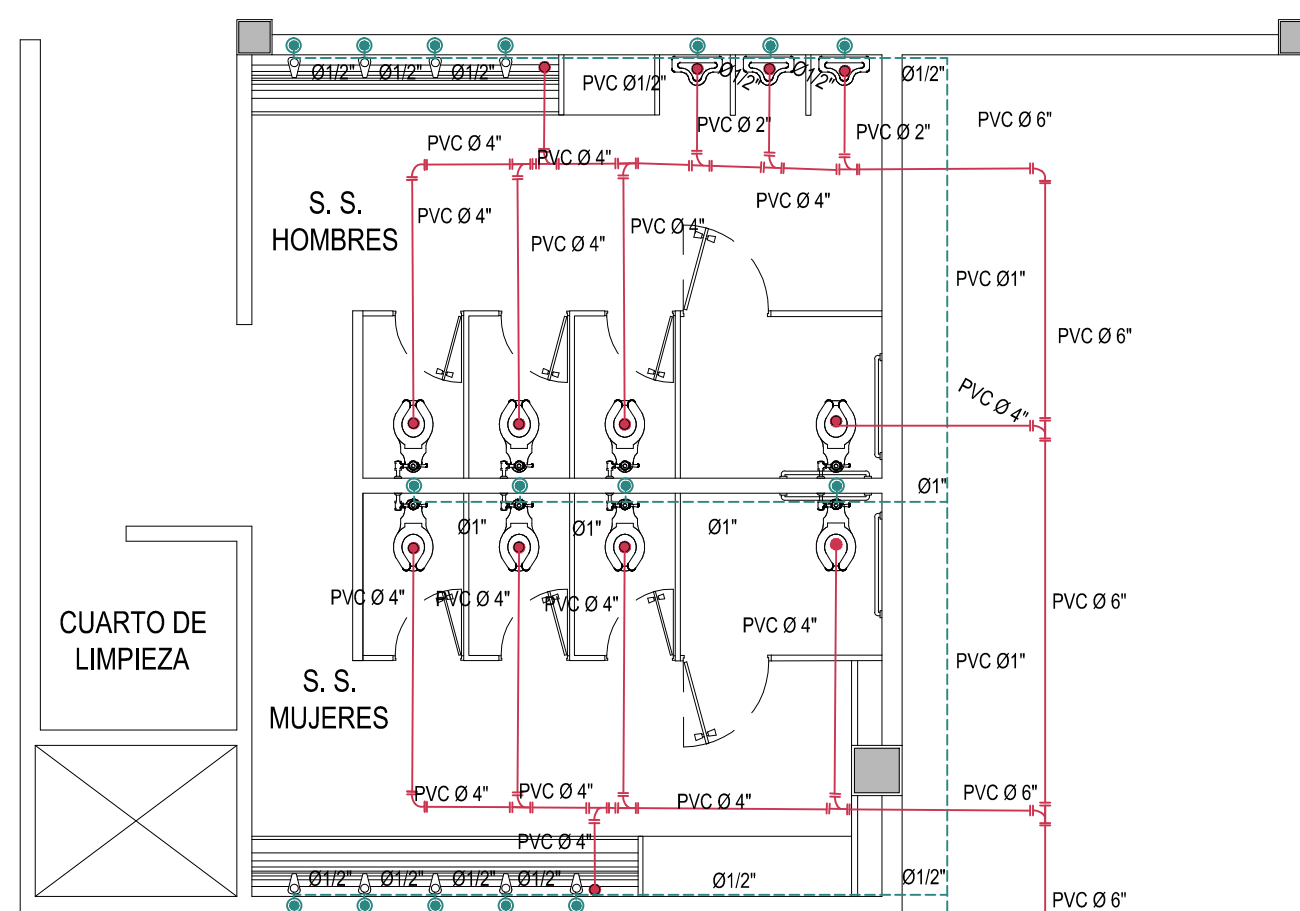 Ø1/2" Ø1/2" Ø1/2" PVC Ø1/2" Ø1/2" Ø1/2" Ø1/2"
PVC Ø 4" PVC Ø 4" PVC Ø 2" PVC Ø 2" PVC Ø 6"
S. S.
HOMBRES
PVC Ø 4" PVC Ø 4" PVC Ø 4" PVC Ø 4"
PVC Ø1"
PVC Ø 6"
PVC Ø 4"
Ø1"
Ø1" Ø1" Ø1"
PVC Ø 4" PVC Ø 4" PVC Ø 4" PVC Ø 4" PVC Ø 6"
CUARTO DE
LIMPIEZA
PVC Ø1"
S. S.
MUJERES
PVC Ø 4" PVC Ø 4" PVC Ø 4" PVC Ø 6"
PVC Ø 4"
Ø1/2" Ø1/2" Ø1/2" Ø1/2" Ø1/2" Ø1/2"
PVC Ø 6"